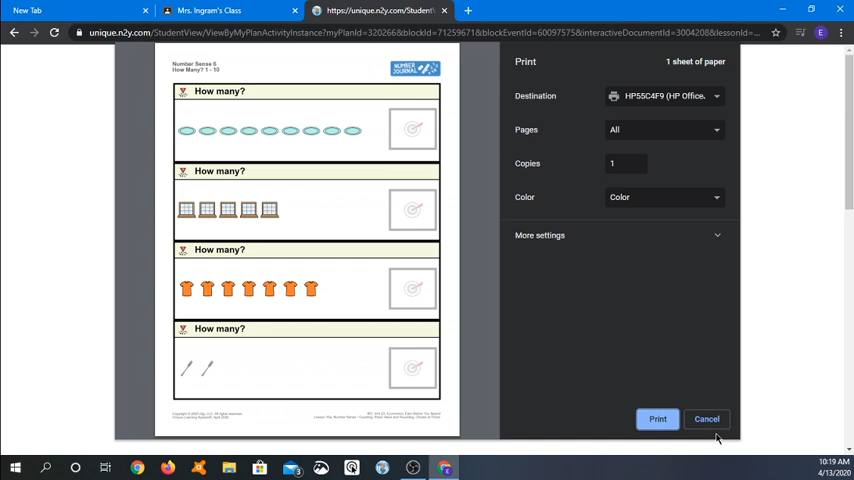 New Tab
Mrs. Ingram's Class
https://unique.n2y.com/StudentV
unique.n2y.com/StudentView/ViewByMyPlanActivityInstance?myPlanId=320266&blockId=71259671&blockEventId=60097575&interactiveDocumentId=3004208&lessonId=...
E
Number Sense 6
How Many? 1 - 10
NUMBER
JOURNAL
How many?
How many?
How many?
How many?
Print
1 sheet of paper
Destination
HP55C4F9 (HP Office.
Pages
All
Copies
1
Color
Color
More settings
Print
Cancel
3
10:19 AM
4/13/2020